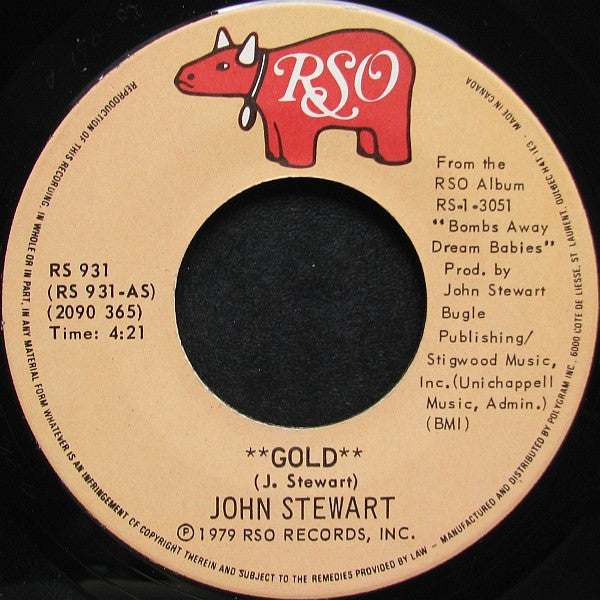 RSO
From the
RSO Album
RS-1-3051
"Bombs Away
Dream Babies"
Prod. by
John Stewart
Bugle
Publishing/
Stigwood Music,
Inc.(Unichappell
Music, Admin.)
(BMI)
RS 931
(RS 931-AS)
(2090 365)
Time: 4:21
**GOLD**
(J. Stewart)
JOHN STEWART
℗ 1979 RSO RECORDS, INC.
REPRODUCTION OF THIS RECORDING, IN WHOLE OR IN PART, IN ANY MATERIAL FORM WHATEVER IS AN INFRINGEMENT OF COPYRIGHT THEREIN AND SUBJECT TO THE REMEDIES PROVIDED BY LAW – MANUFACTURED AND DISTRIBUTED BY POLYGRAM INC., 6000 COTE DE LIESSE, ST LAURENT, QUEBEC H4T 1E3 · MADE IN CANADA